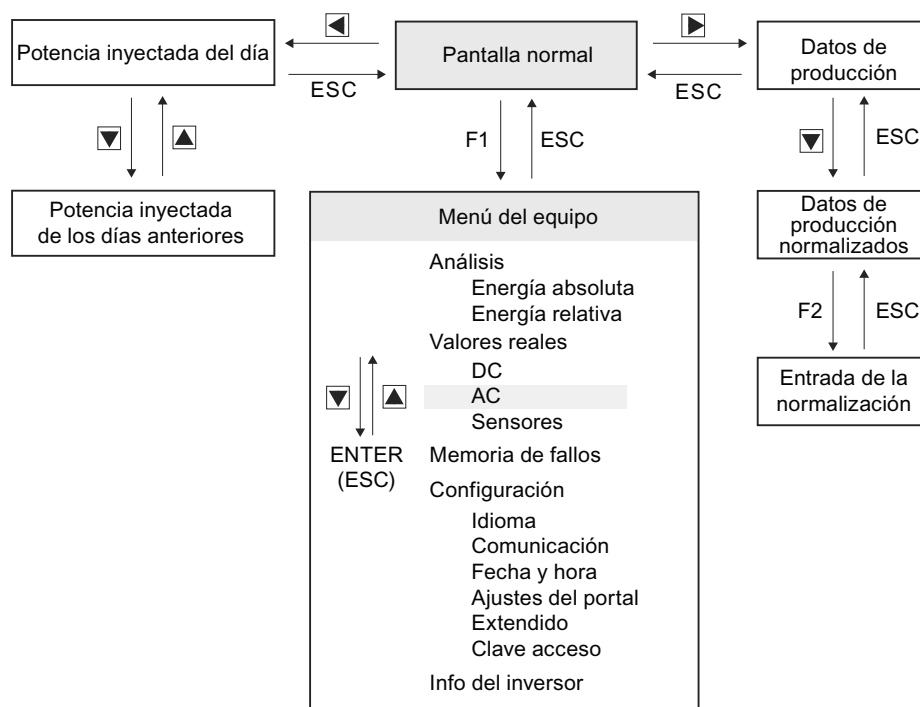 Potencia inyectada del día
ESC
Pantalla normal
ESC
Datos de
producción
F1
ESC
ESC
Potencia inyectada
de los días anteriores
Menú del equipo
Datos de
producción
normalizados
Análisis
Energía absoluta
Energía relativa
Valores reales
DC
AC
Sensores
F2
ESC
Entrada de la
normalización
ENTER
(ESC)
Memoria de fallos
Configuración
Idioma
Comunicación
Fecha y hora
Ajustes del portal
Extendido
Clave acceso
Info del inversor